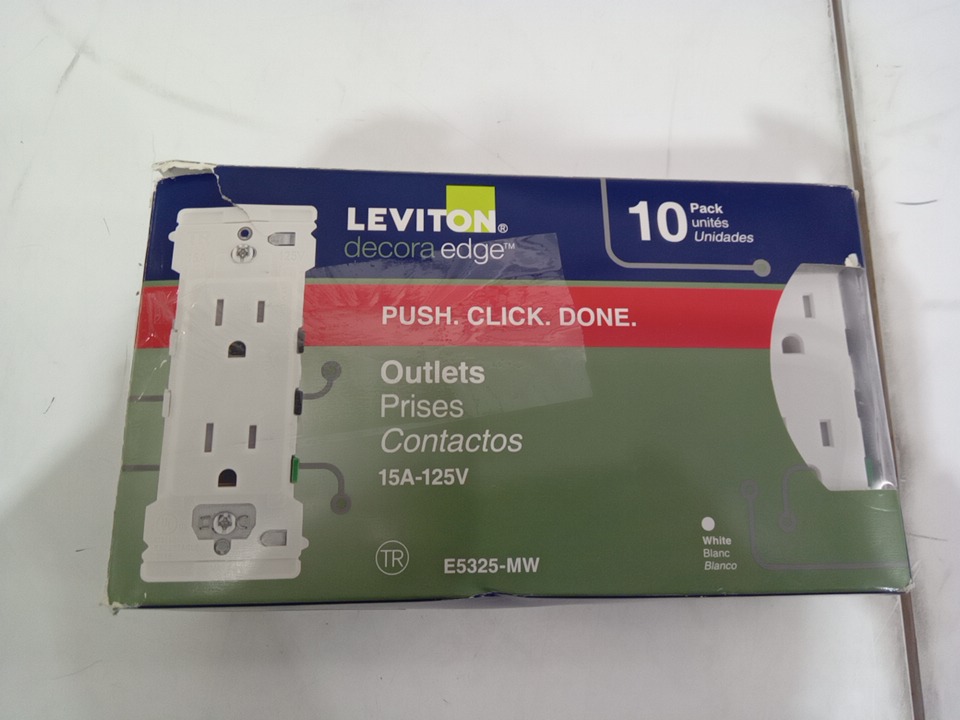 LEVITON®
decora edge™
10 Pack
unités
Unidades
PUSH. CLICK. DONE.
Outlets
Prises
Contactos
15A-125V
TR
E5325-MW
White
Blanc
Blanco